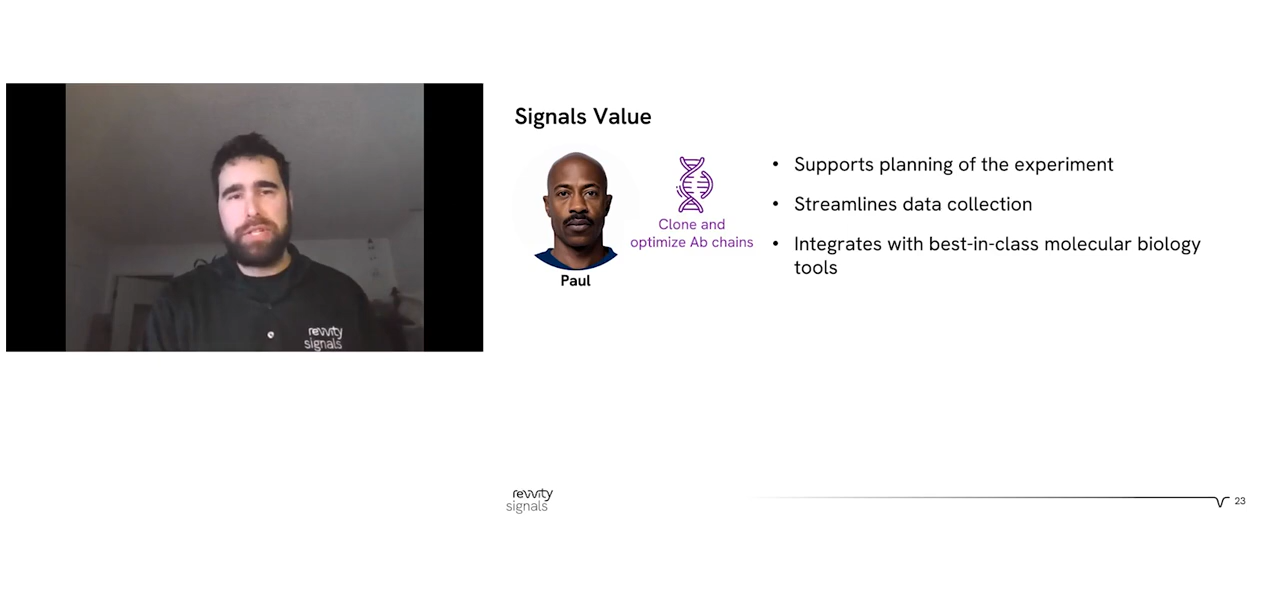 revvity
signals
Signals Value
Paul
Clone and
optimize Ab chains
• Supports planning of the experiment
• Streamlines data collection
• Integrates with best-in-class molecular biology
tools
revvity
signals
23